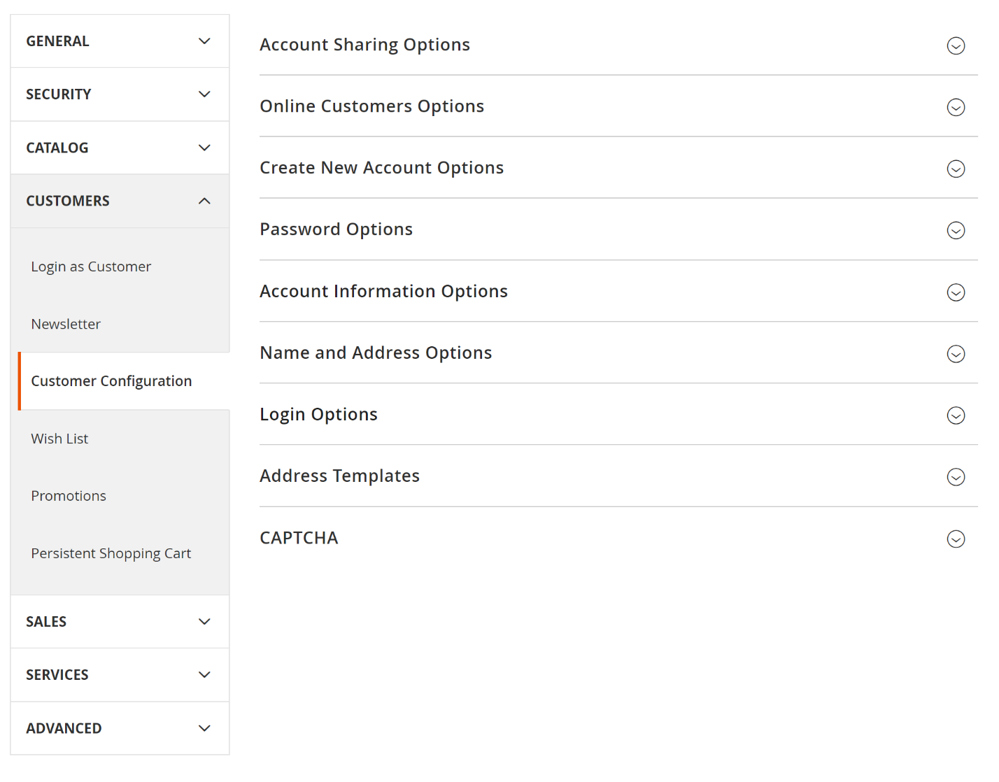 GENERAL
SECURITY
CATALOG
CUSTOMERS
Login as Customer
Newsletter
Customer Configuration
Wish List
Promotions
Persistent Shopping Cart
SALES
SERVICES
ADVANCED
Account Sharing Options
Online Customers Options
Create New Account Options
Password Options
Account Information Options
Name and Address Options
Login Options
Address Templates
CAPTCHA